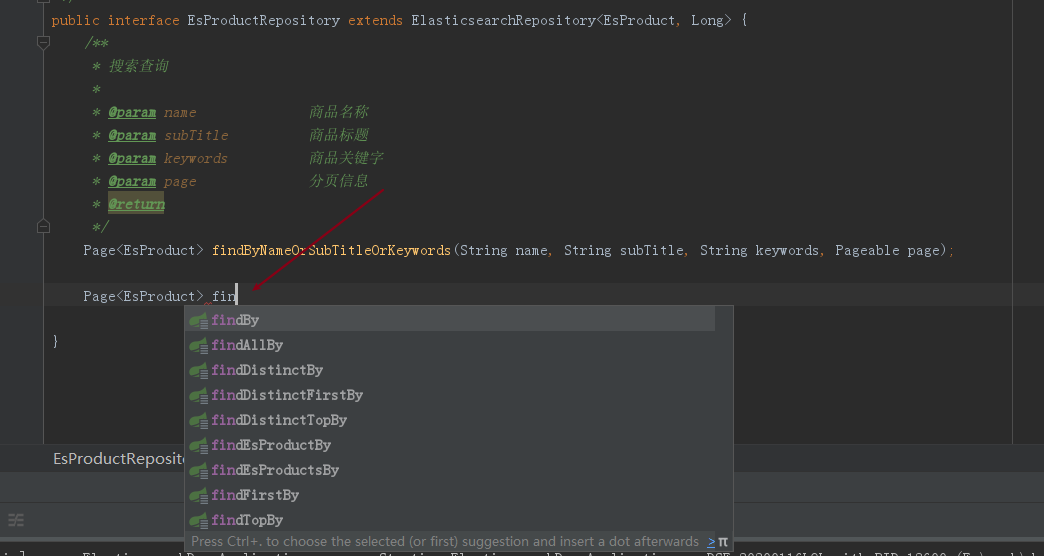 public interface EsProductRepository extends ElasticsearchRepository<EsProduct, Long> {
/**
* 搜索查询
*
* @param name 商品名称
* @param subTitle 商品标题
* @param keywords 商品关键字
* @param page 分页信息
* @return
*/
Page<EsProduct> findByNameOrSubTitleOrKeywords(String name, String subTitle, String keywords, Pageable page);
Page<EsProduct> fin
findBy
}
findAllBy
findDistinctBy
findDistinctFirstBy
findDistinctTopBy
findEsProductBy
EsProductReposito
findEsProductsBy
findFirstBy
findTopBy
Press Ctrl+. to choose the selected (or first) suggestion and insert a dot afterwards >> π